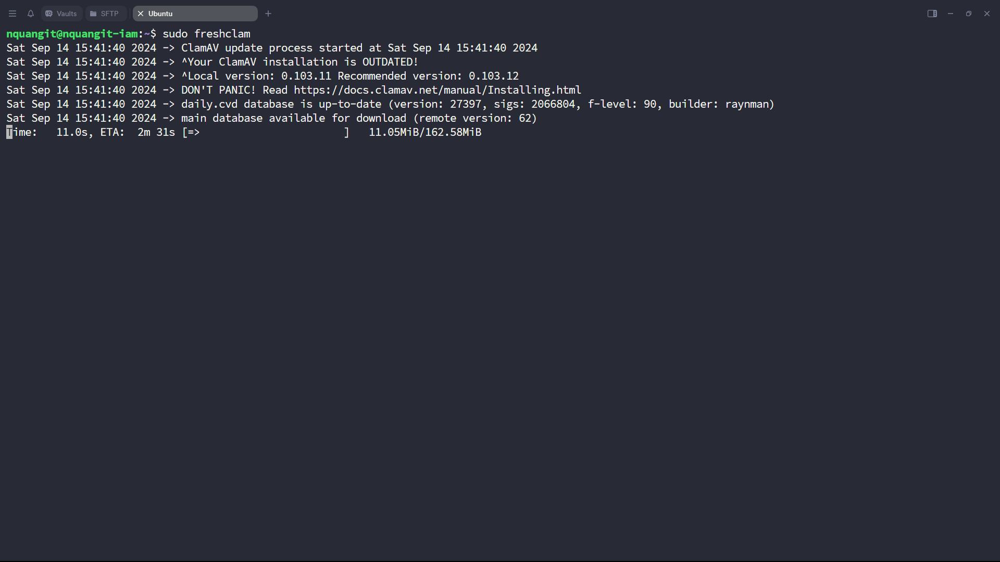 Vaults SFTP Ubuntu
nquangit@nquangit-iam:~$ sudo freshclam
Sat Sep 14 15:41:40 2024 -> ClamAV update process started at Sat Sep 14 15:41:40 2024
Sat Sep 14 15:41:40 2024 -> ^Your ClamAV installation is OUTDATED!
Sat Sep 14 15:41:40 2024 -> ^Local version: 0.103.11 Recommended version: 0.103.12
Sat Sep 14 15:41:40 2024 -> DON'T PANIC! Read https://docs.clamav.net/manual/Installing.html
Sat Sep 14 15:41:40 2024 -> daily.cvd database is up-to-date (version: 27397, sigs: 2066804, f-level: 90, builder: raynman)
Sat Sep 14 15:41:40 2024 -> main database available for download (remote version: 62)
Time:   11.0s, ETA:  2m 31s [=>                       ]   11.05MiB/162.58MiB